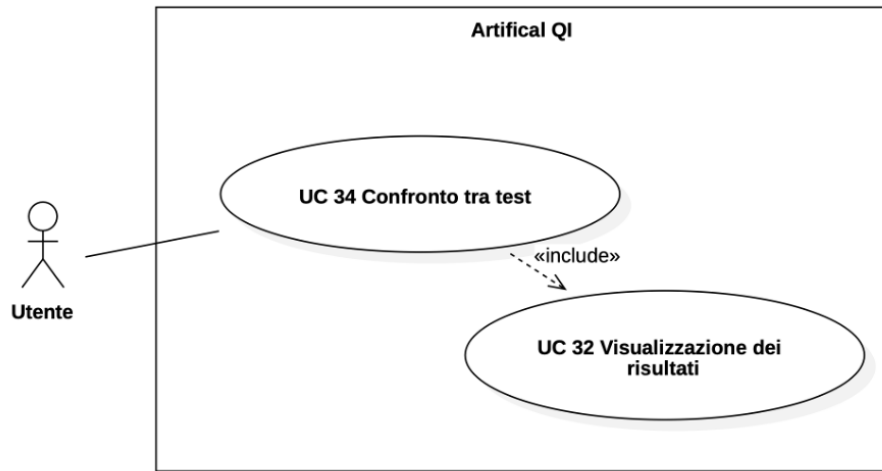 Artifical QI
UC 34 Confronto tra test
«include»
Utente
UC 32 Visualizzazione dei
risultati